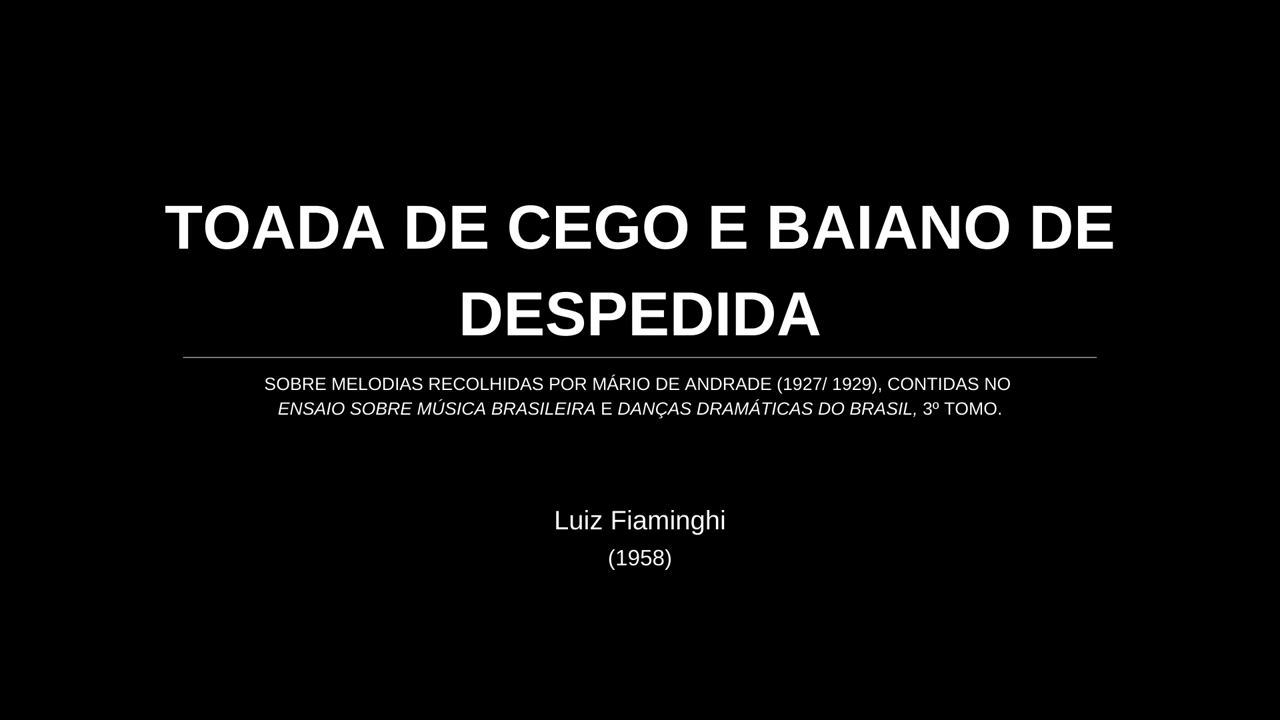 TOADA DE CEGO E BAIANO DE
DESPEDIDA
SOBRE MELODIAS RECOLHIDAS POR MÁRIO DE ANDRADE (1927/ 1929), CONTIDAS NO
ENSAIO SOBRE MÚSICA BRASILEIRA E DANÇAS DRAMÁTICAS DO BRASIL, 3º TOMO.
Luiz Fiaminghi
(1958)